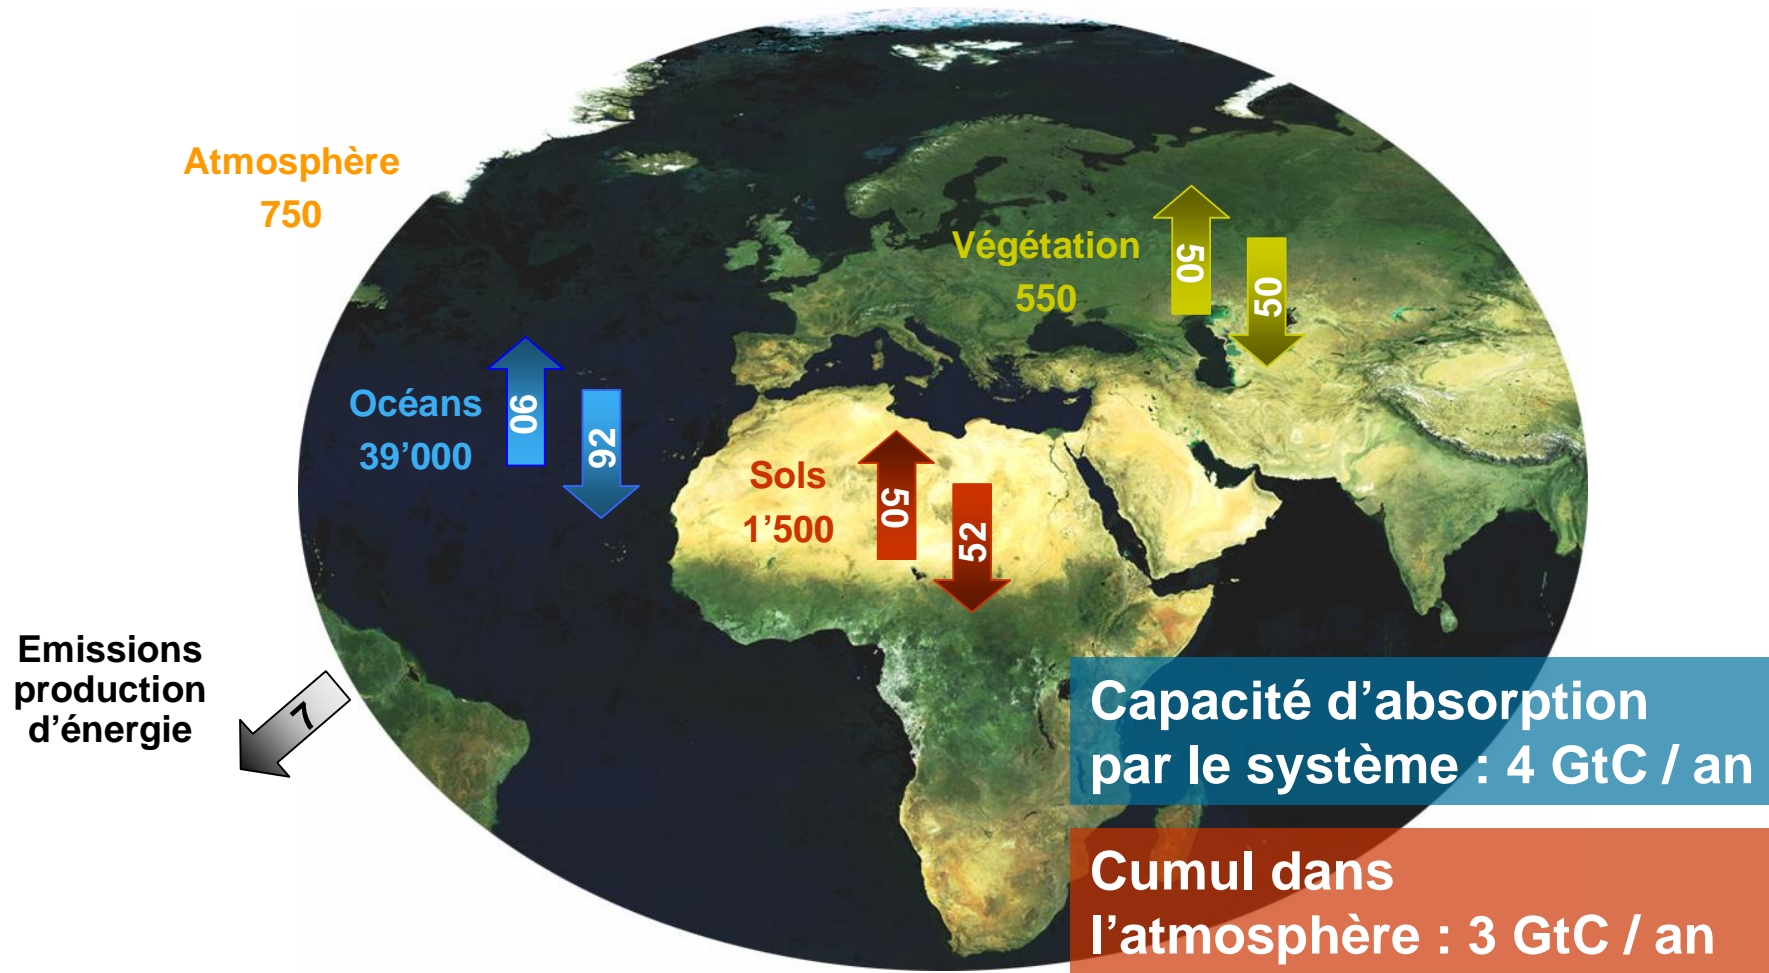 Atmosphère
750
Végétation
550
50
50
Océans
39’000
90
92
Sols
1’500
50
52
Emissions
production
d’énergie
7
Capacité d’absorption
par le système : 4 GtC / an
Cumul dans
l’atmosphère : 3 GtC / an